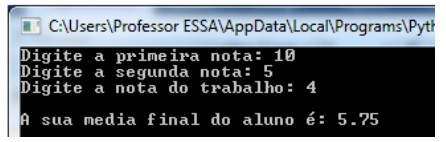 C:\Users\Professor ESSA\AppData\Local\Programs\Pyth
Digite a primeira nota: 10
Digite a segunda nota: 5
Digite a nota do trabalho: 4
A sua media final do aluno é: 5.75